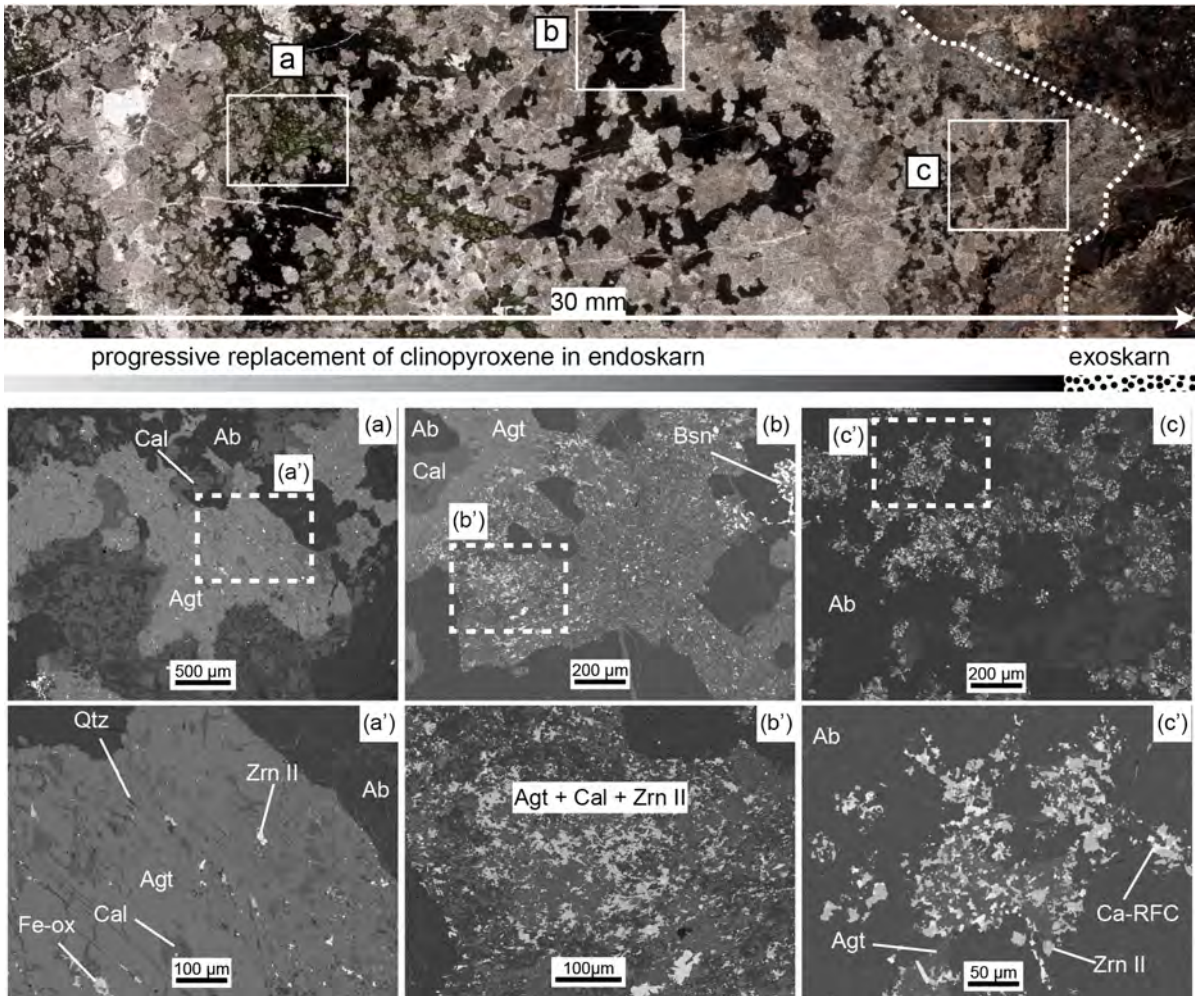 a
b
c
30 mm
progressive replacement of clinopyroxene in endoskarn
exoskarn
(a)
Cal
Ab
(a')
Agt
500 µm
(b)
Ab
Agt
Bsn
Cal
(b')
200 µm
(c)
(c')
Ab
200 µm
(a')
Qtz
Zrn II
Ab
Agt
Fe-ox
Cal
100 µm
(b')
Agt + Cal + Zrn II
100µm
(c')
Ab
Ca-RFC
Agt
Zrn II
50 µm